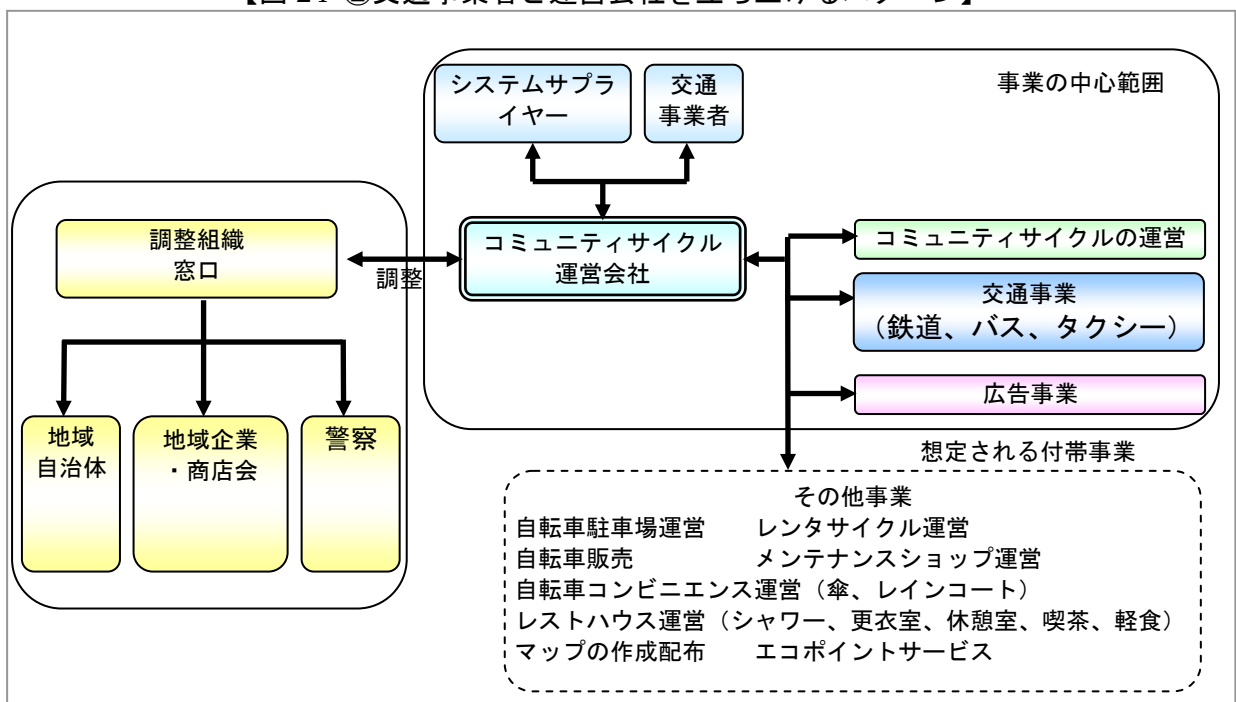 システムサプラ
イヤー
交通
事業者
事業の中心範囲
調整組織
窓口
調整
コミュニティサイクル
運営会社
コミュニティサイクルの運営
交通事業
（鉄道、バス、タクシー）
広告事業
地域
自治体
地域企業
・商店会
警察
想定される付帯事業
その他事業
自転車駐車場運営　　レンタサイクル運営
自転車販売　　メンテナンスショップ運営
自転車コンビニエンス運営（傘、レインコート）
レストハウス運営（シャワー、更衣室、休憩室、喫茶、軽食）
マップの作成配布　　エコポイントサービス